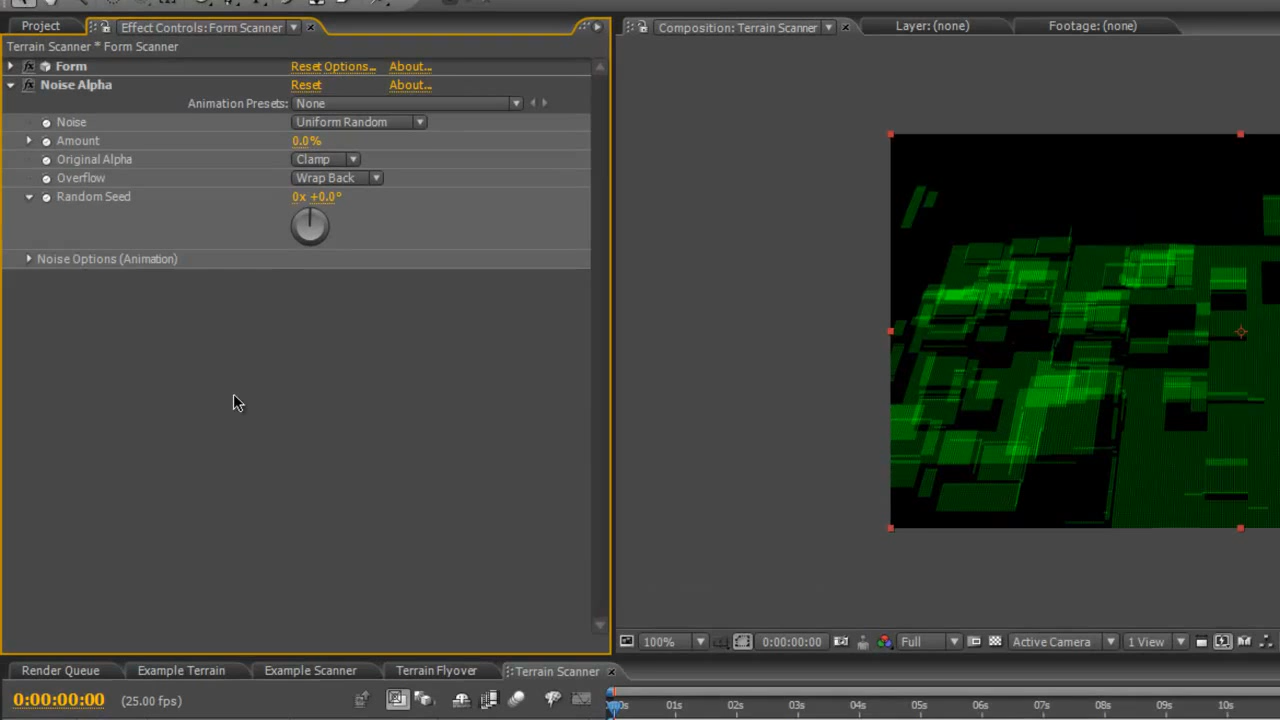 Project Effect Controls: Form Scanner Composition: Terrain Scanner Layer: (none) Footage: (none)
Terrain Scanner * Form Scanner
Form Reset Options... About...
Noise Alpha Reset About...
Animation Presets: None
Noise Uniform Random
Amount 0.0%
Original Alpha Clamp
Overflow Wrap Back
Random Seed 0x +0.0°
Noise Options (Animation)
100% 0:00:00:00 Full Active Camera 1 View
Render Queue Example Terrain Example Scanner Terrain Flyover Terrain Scanner
0:00:00:00 (25.00 fps) 01s 02s 03s 04s 05s 06s 07s 08s 09s 10s